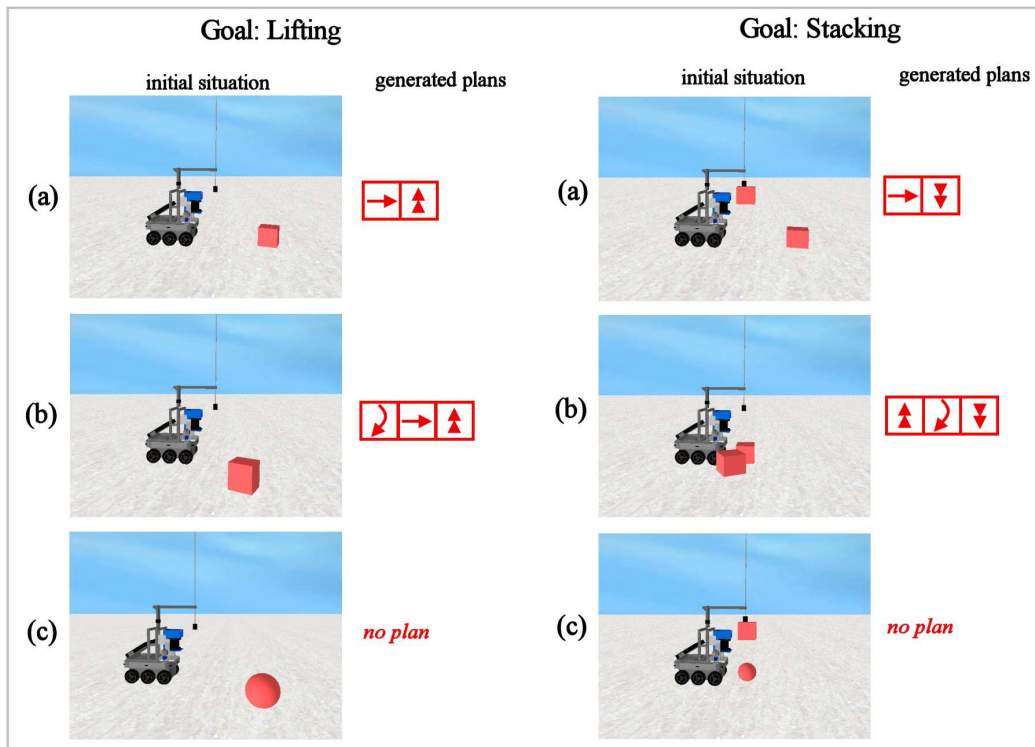 Goal: Lifting
initial situation
generated plans
(a)
(b)
(c)
no plan
Goal: Stacking
initial situation
generated plans
(a)
(b)
(c)
no plan